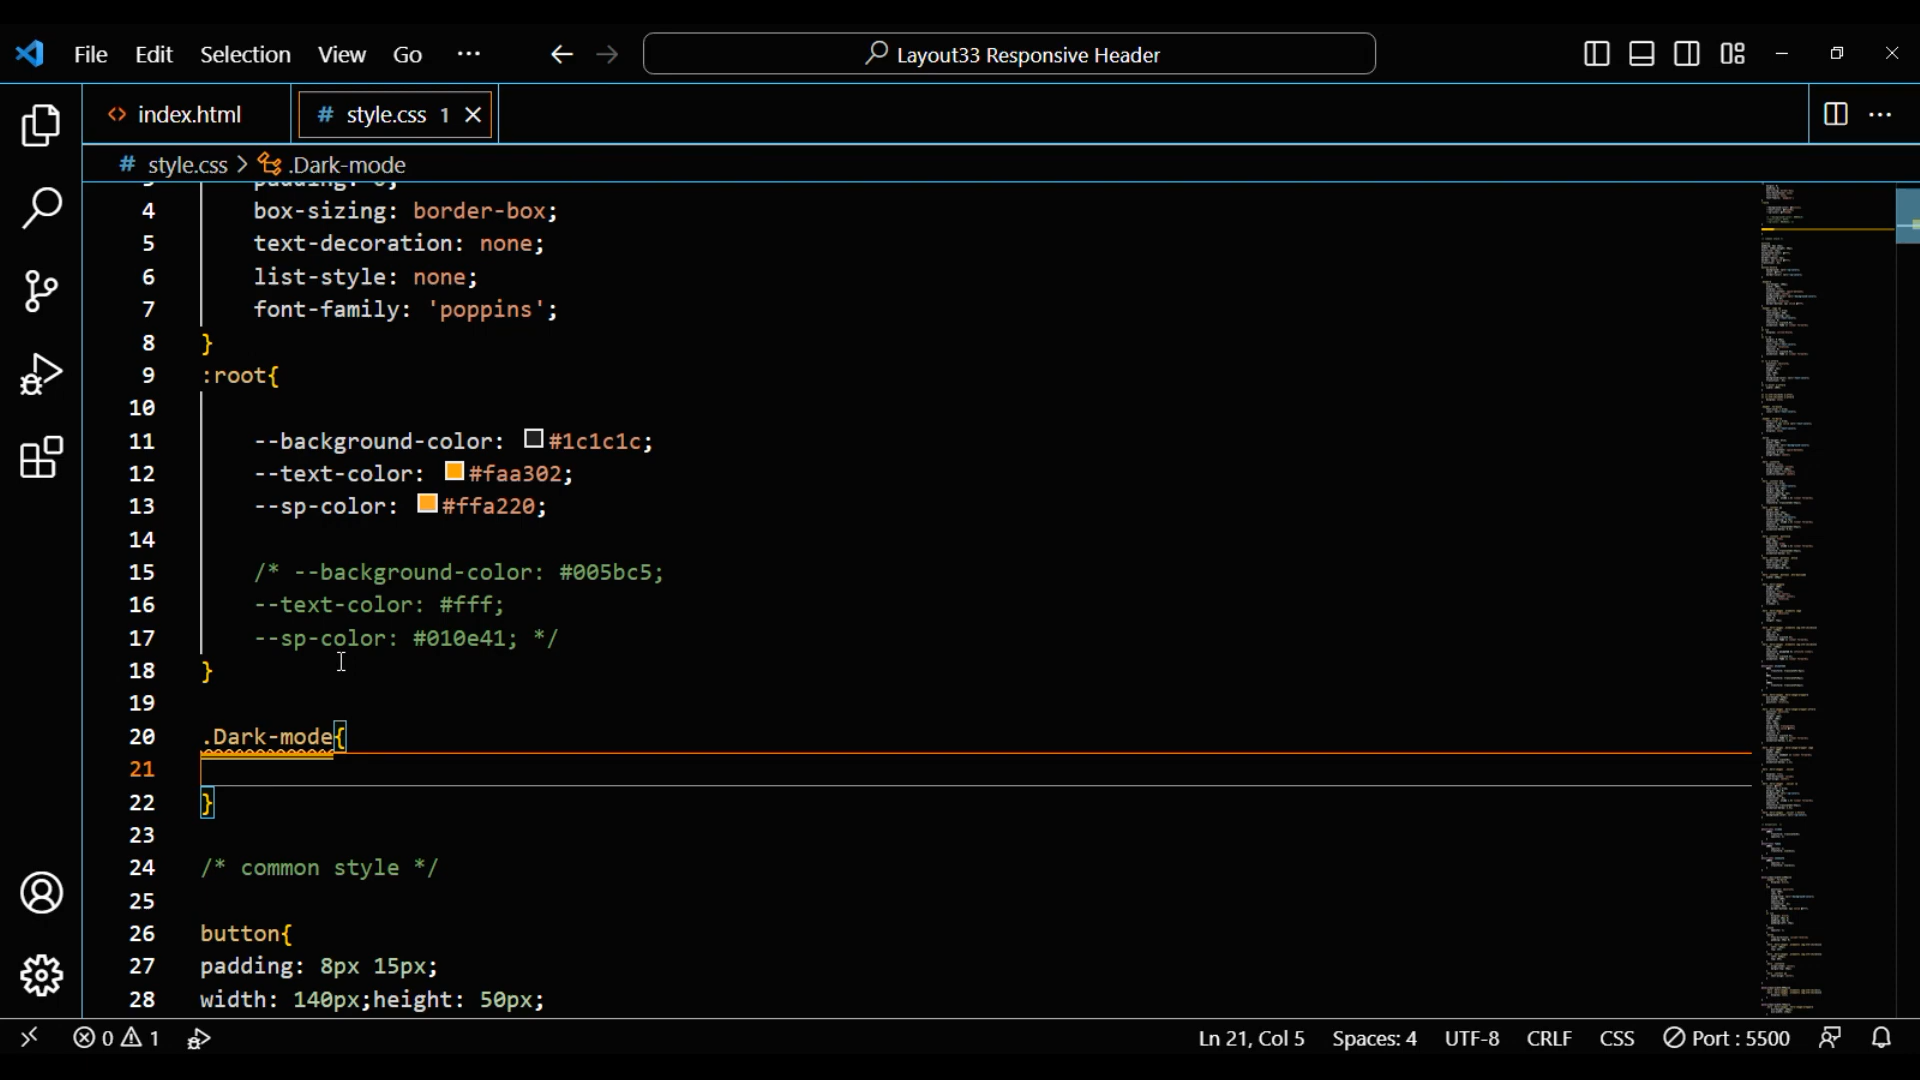 File Edit Selection View Go ···
Layout33 Responsive Header
index.html
# style.css 1
# style.css > .Dark-mode
4 box-sizing: border-box;
5 text-decoration: none;
6 list-style: none;
7 font-family: 'poppins';
8 }
9 :root{
10
11 --background-color: #1c1c1c;
12 --text-color: #faa302;
13 --sp-color: #ffa220;
14
15 /* --background-color: #005bc5;
16 --text-color: #fff;
17 --sp-color: #010e41; */
18 }
19
20 .Dark-mode{
21
22 }
23
24 /* common style */
25
26 button{
27 padding: 8px 15px;
28 width: 140px;height: 50px;
0 1 Ln 21, Col 5 Spaces: 4 UTF-8 CRLF CSS Port : 5500